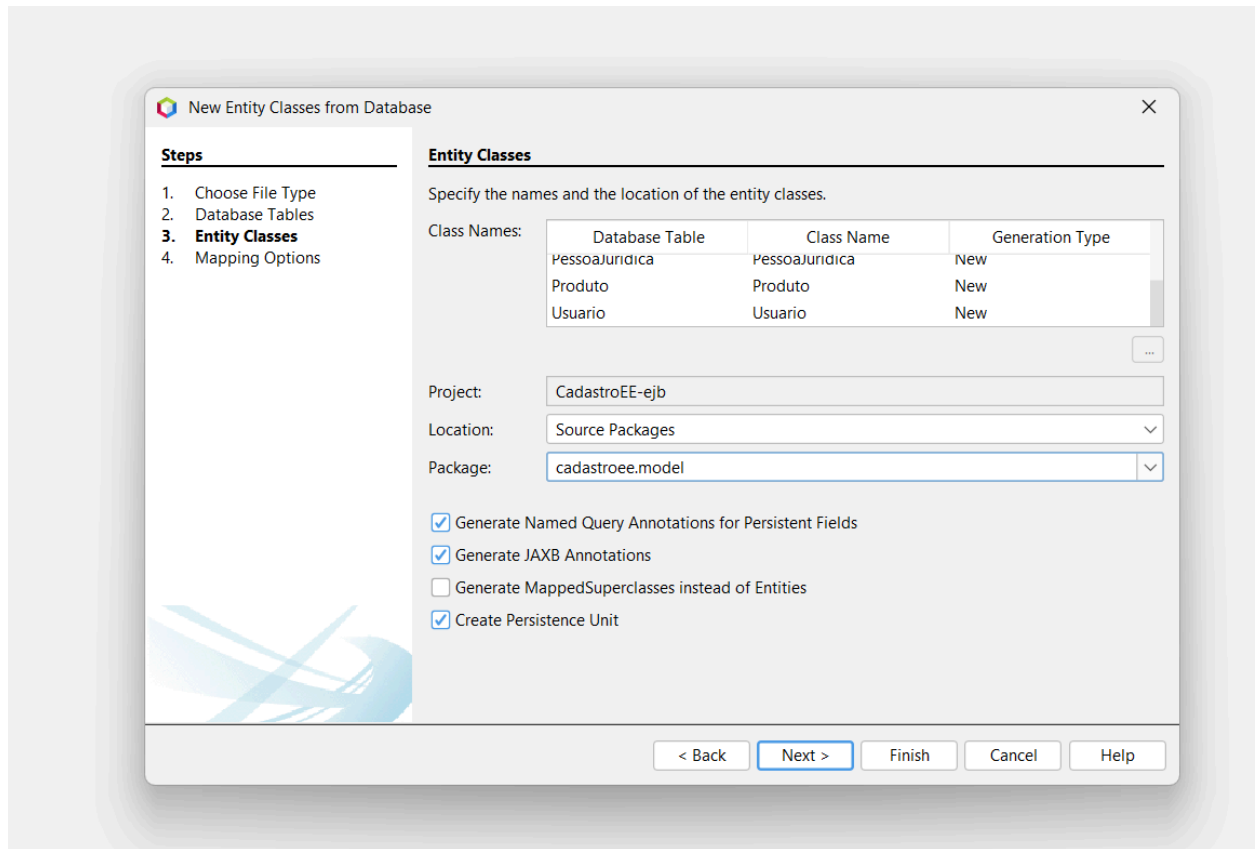 New Entity Classes from Database
Steps
1. Choose File Type
2. Database Tables
3. Entity Classes
4. Mapping Options
Entity Classes
Specify the names and the location of the entity classes.
Class Names:
Database Table Class Name Generation Type
PessoaJuridica PessoaJuridica New
Produto Produto New
Usuario Usuario New
...
Project: CadastroEE-ejb
Location: Source Packages
Package: cadastroee.model
Generate Named Query Annotations for Persistent Fields
Generate JAXB Annotations
Generate MappedSuperclasses instead of Entities
Create Persistence Unit
< Back Next > Finish Cancel Help